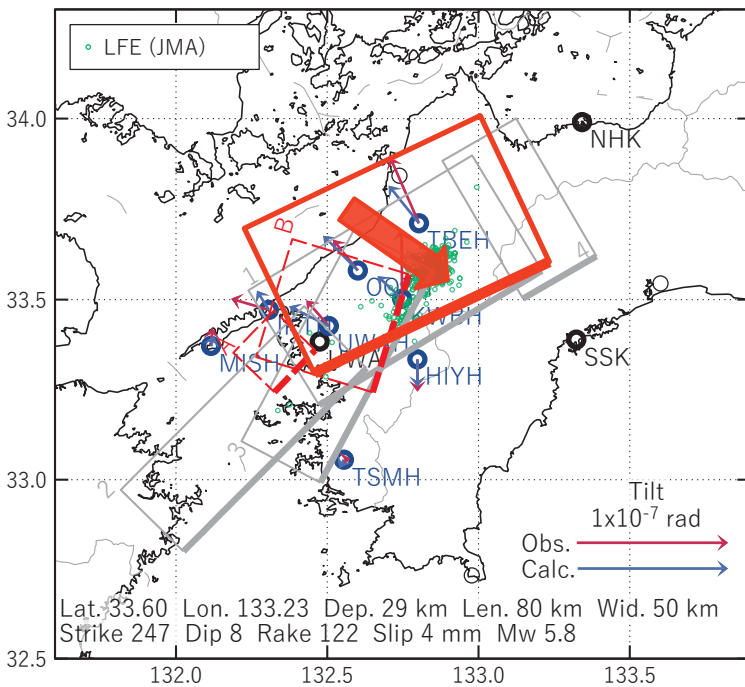 LFE (JMA)
34.0
33.5
33.0
32.5
132.0
132.5
133.0
133.5
NHK
B
TBEH
1
4
KWBH
MISH
UWA
SSK
HIYH
2
3
TSMH
Tilt
1x10-7 rad
Obs.
Calc.
Lat. 33.60 Lon. 133.23 Dep. 29 km Len. 80 km Wid. 50 km
Strike 247 Dip 8 Rake 122 Slip 4 mm Mw 5.8